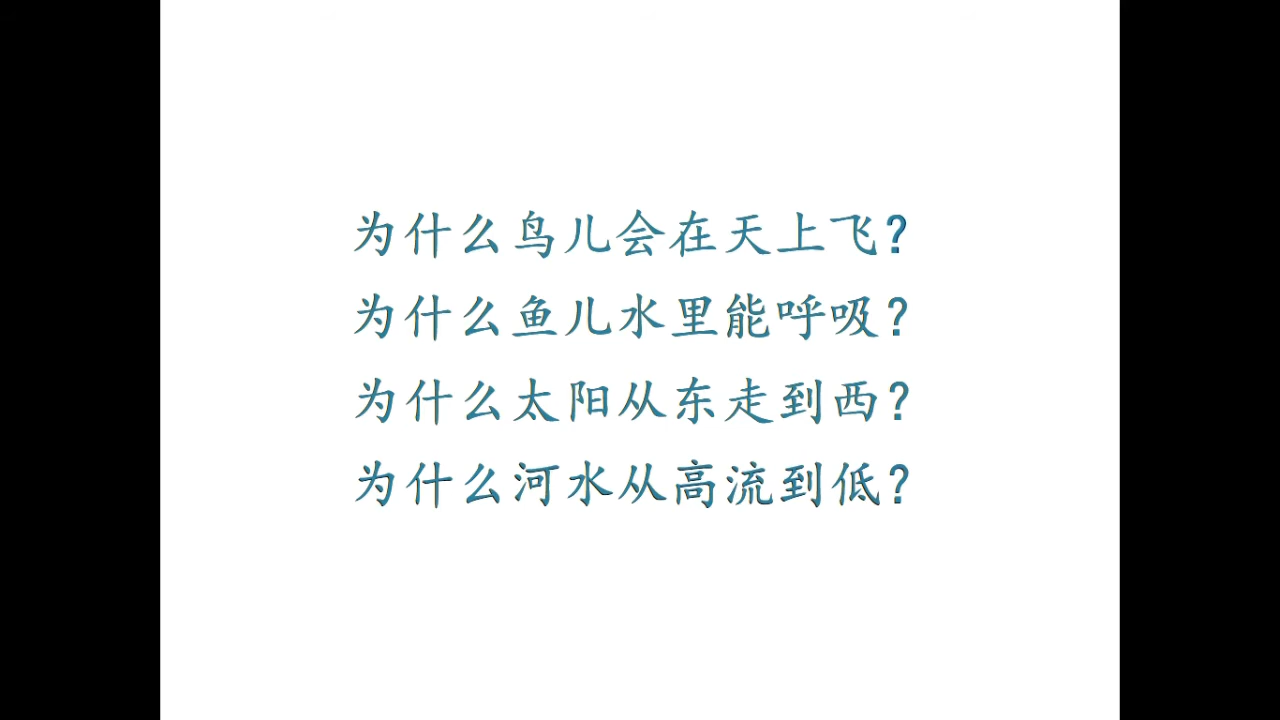 为什么鸟儿会在天上飞?
为什么鱼儿水里能呼吸?
为什么太阳从东走到西?
为什么河水从高流到低?